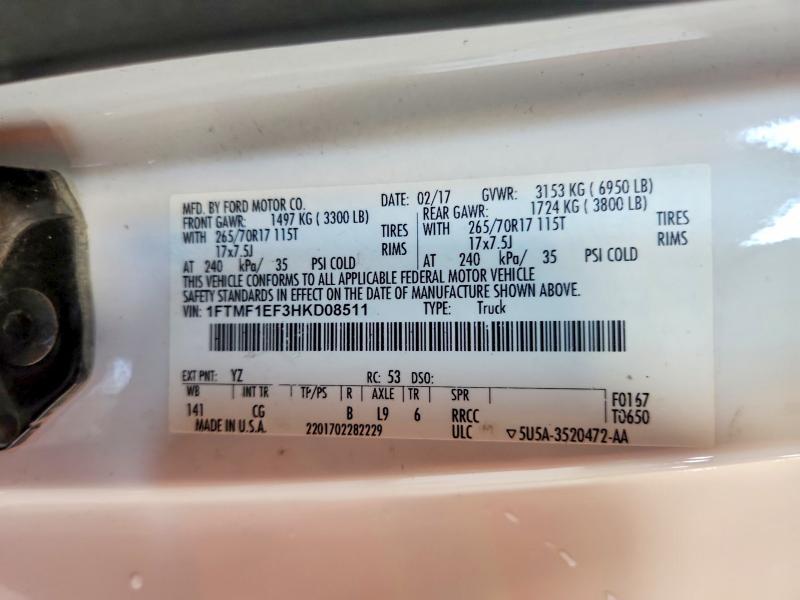 MFD. BY FORD MOTOR CO. DATE: 02/17 GVWR: 3153 KG ( 6950 LB)
FRONT GAWR: 1497 KG ( 3300 LB) REAR GAWR: 1724 KG ( 3800 LB)
WITH 265/70R17 115T TIRES WITH 265/70R17 115T TIRES
17x7.5J RIMS 17x7.5J RIMS
AT 240 kPa/ 35 PSI COLD AT 240 kPa/ 35 PSI COLD
THIS VEHICLE CONFORMS TO ALL APPLICABLE FEDERAL MOTOR VEHICLE
SAFETY STANDARDS IN EFFECT ON THE DATE OF MANUFACTURE SHOWN ABOVE.
VIN: 1FTMF1EF3HKD08511 TYPE: Truck
EXT PNT: YZ RC: 53 DSO:
WB INT TR TP/PS R AXLE TR SPR F0167
141 CG B L9 6 RRCC T0650
MADE IN U.S.A. 2201702282229 ULC ▽5U5A-3520472-AA